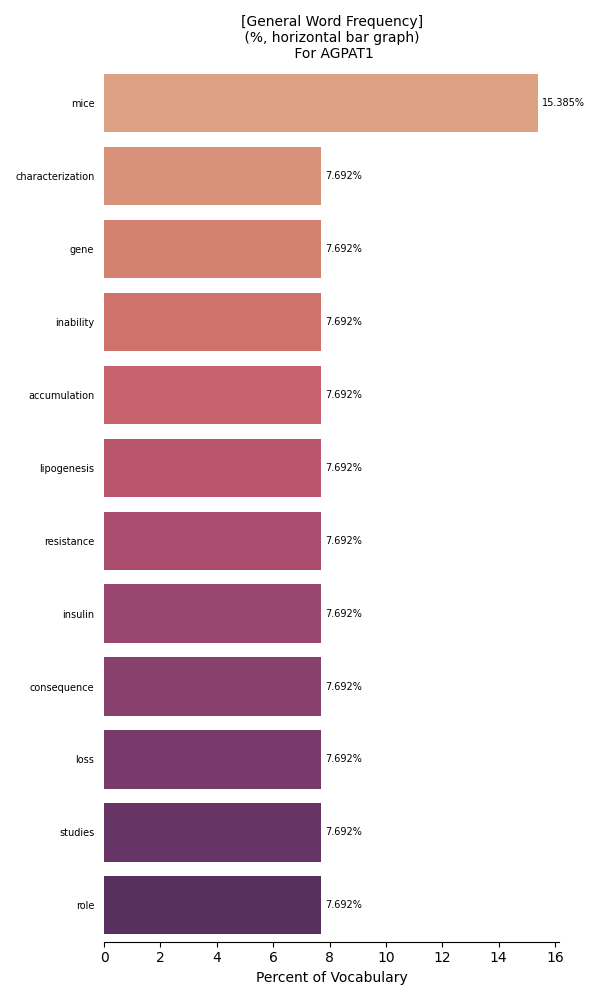 [General Word Frequency]
(%, horizontal bar graph)
For AGPAT1
mice 15.385%
characterization 7.692%
gene 7.692%
inability 7.692%
accumulation 7.692%
lipogenesis 7.692%
resistance 7.692%
insulin 7.692%
consequence 7.692%
loss 7.692%
studies 7.692%
role 7.692%
0 2 4 6 8 10 12 14 16
Percent of Vocabulary